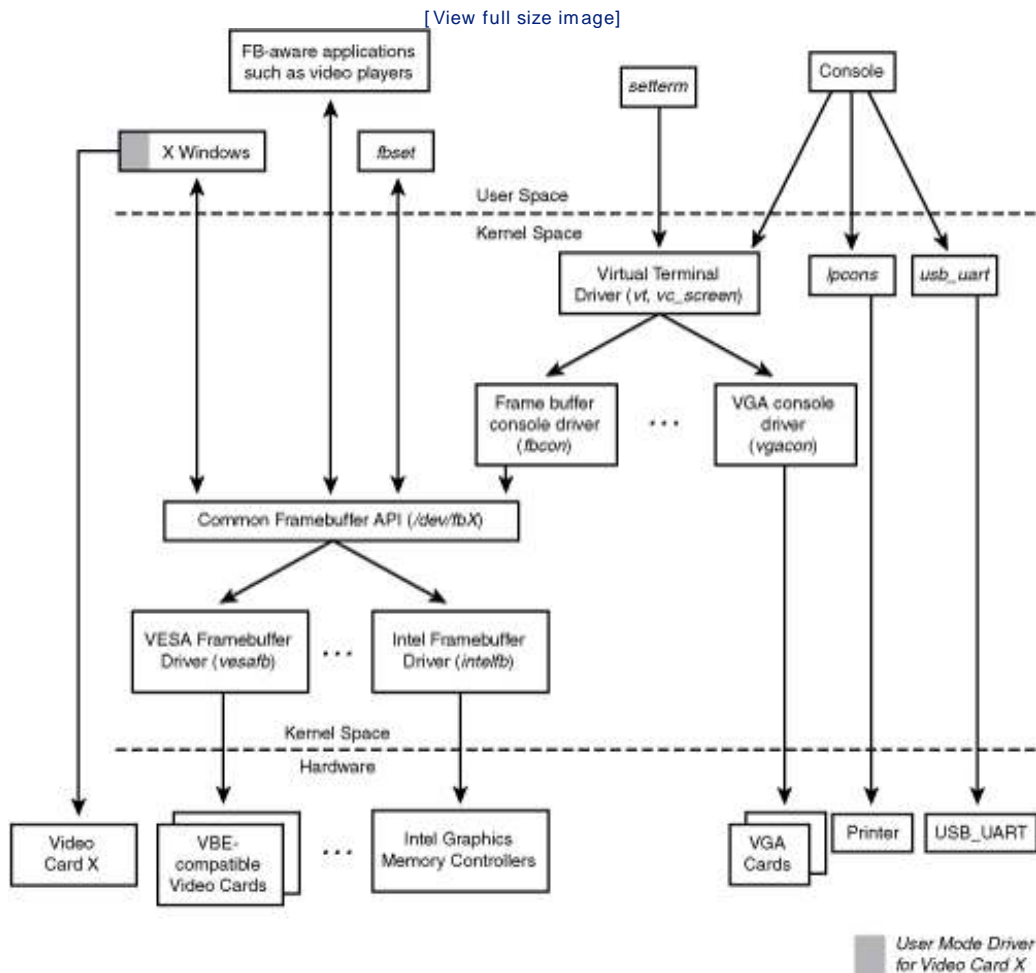 [View full size image]
FB-aware applications
such as video players
setterm
Console
X Windows
fbset
User Space
Kernel Space
Virtual Terminal
Driver (vt, vc_screen)
lpcons
usb_uart
Frame buffer
console driver
(fbcon)
...
VGA console
driver
(vgacon)
Common Framebuffer API (/dev/fbX)
VESA Framebuffer
Driver (vesafb)
...
Intel Framebuffer
Driver (intelfb)
Kernel Space
Hardware
Video
Card X
VBE-
compatible
Video Cards
...
Intel Graphics
Memory Controllers
VGA
Cards
Printer
USB_UART
User Mode Driver
for Video Card X